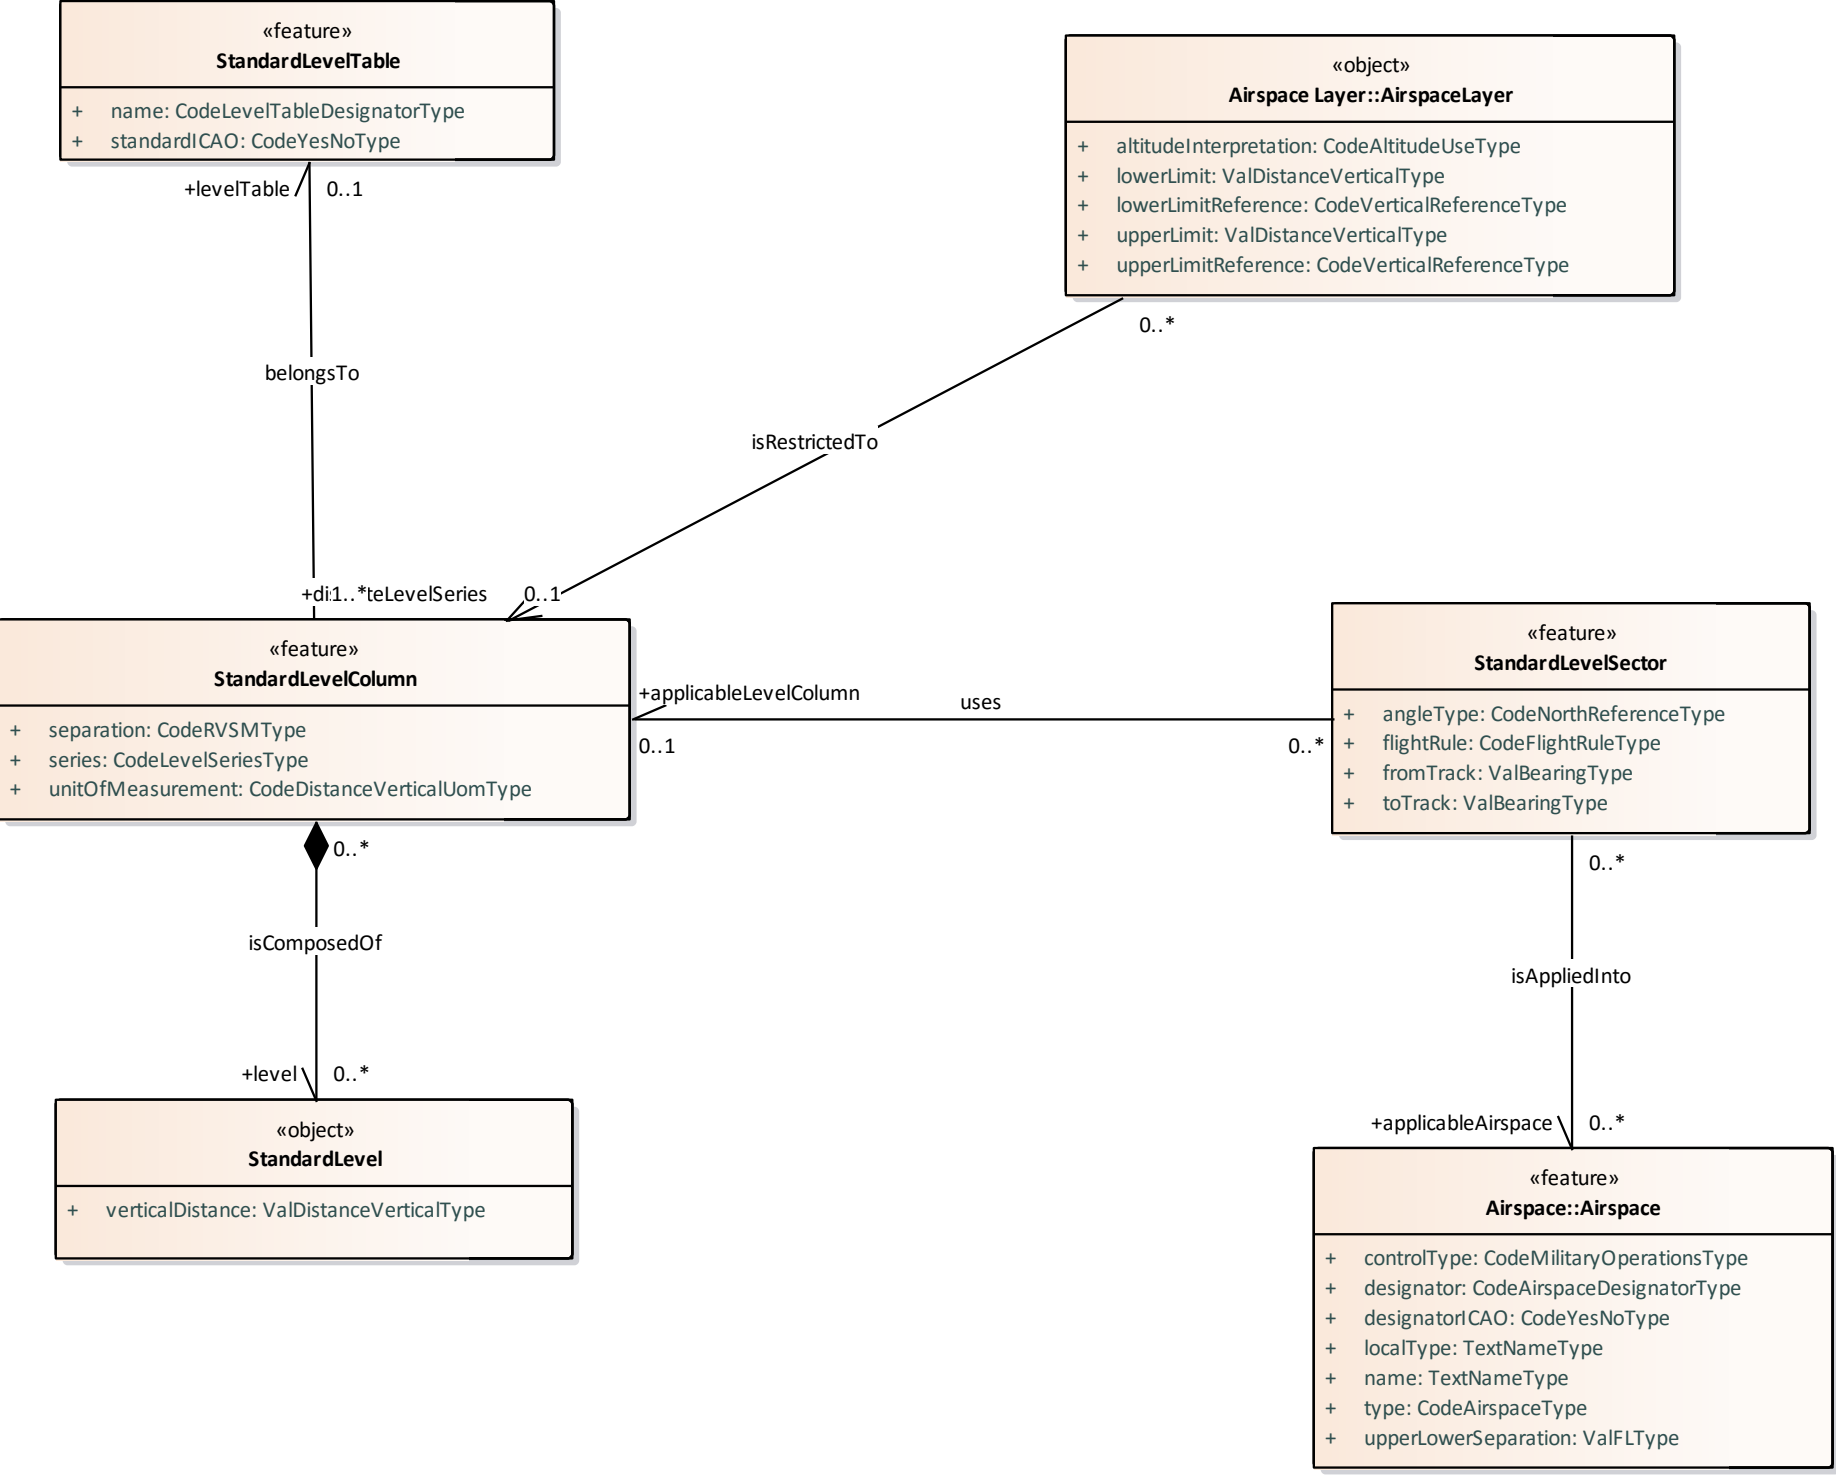 «feature»
StandardLevelTable
+ name: CodeLevelTableDesignatorType
+ standardICAO: CodeYesNoType
«object»
Airspace Layer::AirspaceLayer
+ altitudeInterpretation: CodeAltitudeUseType
+ lowerLimit: ValDistanceVerticalType
+ lowerLimitReference: CodeVerticalReferenceType
+ upperLimit: ValDistanceVerticalType
+ upperLimitReference: CodeVerticalReferenceType
+levelTable 0..1
0..*
belongsTo
isRestrictedTo
1..* 0..1
«feature»
StandardLevelColumn
+ separation: CodeRVSMType
+ series: CodeLevelSeriesType
+ unitOfMeasurement: CodeDistanceVerticalUomType
+applicableLevelColumn
uses
0..1
0..*
«feature»
StandardLevelSector
+ angleType: CodeNorthReferenceType
+ flightRule: CodeFlightRuleType
+ fromTrack: ValBearingType
+ toTrack: ValBearingType
0..*
0..*
isComposedOf
isAppliedInto
+level 0..*
+applicableAirspace 0..*
«object»
StandardLevel
+ verticalDistance: ValDistanceVerticalType
«feature»
Airspace::Airspace
+ controlType: CodeMilitaryOperationsType
+ designator: CodeAirspaceDesignatorType
+ designatorICAO: CodeYesNoType
+ localType: TextNameType
+ name: TextNameType
+ type: CodeAirspaceType
+ upperLowerSeparation: ValFLType